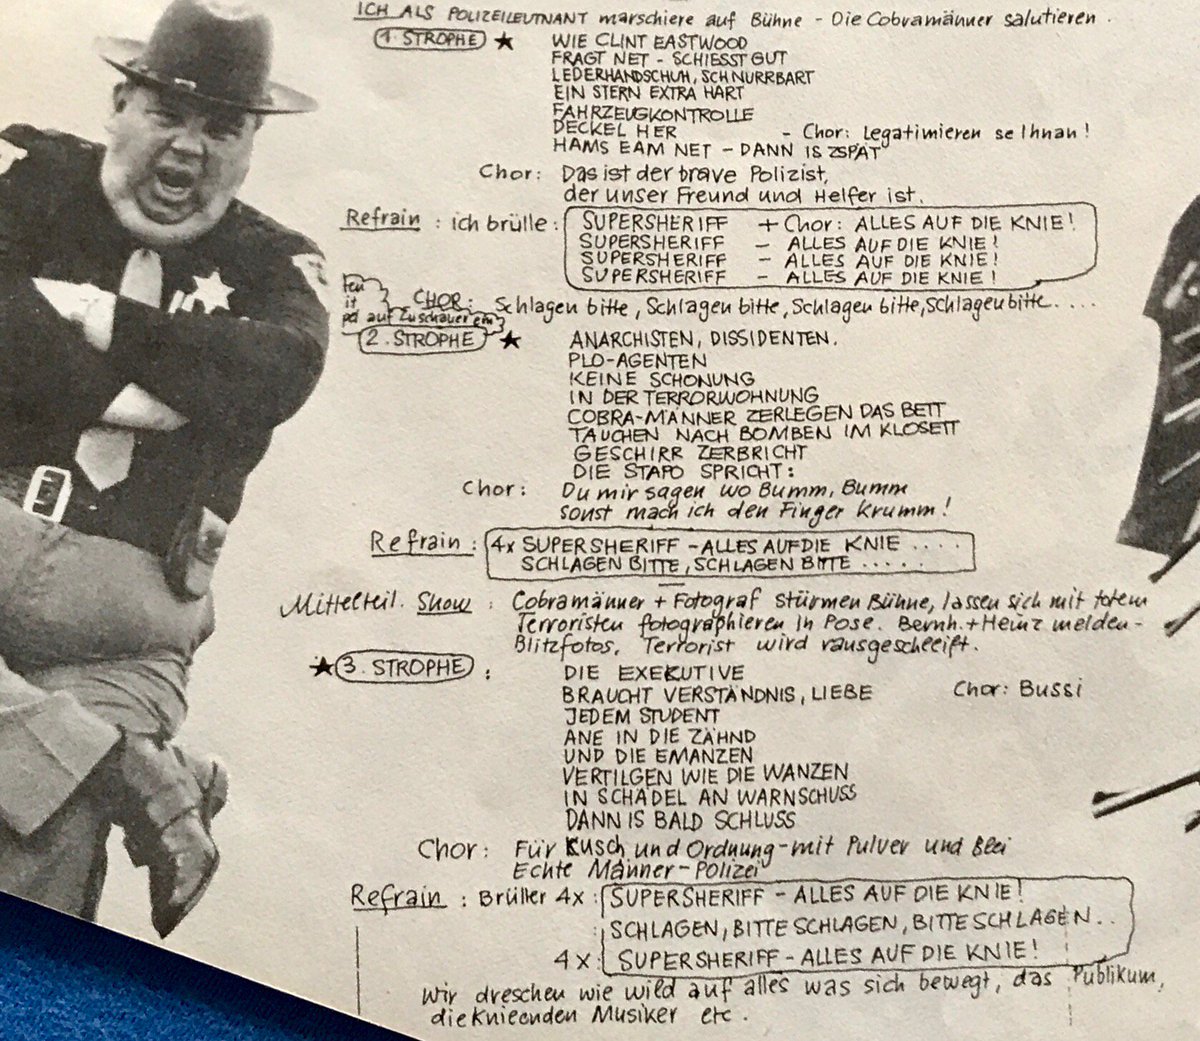 ICH ALS POLIZEILEUTNANT marschiere auf Bühne - Die Cobramänner salutieren.
1. STROPHE ★ WIE CLINT EASTWOOD
FRAGT NET - SCHIESST GUT
LEDERHANDSCHUH, SCHNURRBART
EIN STERN EXTRA HART
FAHRZEUGKONTROLLE
DECKEL HER - Chor: Legatimieren se Ihnan!
HAMS EAM NET - DANN IS ZSPÄT
Chor: Das ist der brave Polizist,
der unser Freund und Helfer ist.
Refrain: ich brülle: SUPERSHERIFF + Chor: ALLES AUF DIE KNIE!
SUPERSHERIFF - ALLES AUF DIE KNIE!
SUPERSHERIFF - ALLES AUF DIE KNIE!
SUPERSHERIFF - ALLES AUF DIE KNIE!
CHOR: Schlagen bitte, Schlagen bitte, Schlagen bitte, Schlagen bitte....
auf Zuschauer ein
2. STROPHE ★ ANARCHISTEN, DISSIDENTEN.
PLO-AGENTEN
KEINE SCHONUNG
IN DER TERRORWOHNUNG
COBRA-MÄNNER ZERLEGEN DAS BETT
TAUCHEN NACH BOMBEN IM KLOSETT
GESCHIRR ZERBRICHT
DIE STAPO SPRICHT:
Chor: Du mir sagen wo Bumm, Bumm
sonst mach ich den Finger krumm!
Refrain: 4x SUPERSHERIFF - ALLES AUF DIE KNIE ....
SCHLAGEN BITTE, SCHLAGEN BITTE .....
Mittelteil. Show: Cobramänner + Fotograf stürmen Bühne, lassen sich mit totem
Terroristen fotographieren in Pose. Bernh. + Heinz melden -
Blitzfotos. Terrorist wird rausgescheeift.
★ 3. STROPHE: DIE EXEKUTIVE
BRAUCHT VERSTÄNDNIS, LIEBE Chor: Bussi
JEDEM STUDENT
ANE IN DIE ZÄHND
UND DIE EMANZEN
VERTILGEN WIE DIE WANZEN
IN SCHÄDEL AN WARNSCHUSS
DANN IS BALD SCHLUSS
Chor: Für Kusch und Ordnung - mit Pulver und Blei
Echte Männer - Polizei
Refrain: Brüller 4x: SUPERSHERIFF - ALLES AUF DIE KNIE!
SCHLAGEN, BITTE SCHLAGEN, BITTE SCHLAGEN..
4x: SUPERSHERIFF - ALLES AUF DIE KNIE!
Wir dreschen wie wild auf alles was sich bewegt, das Publikum,
die knieenden Musiker etc.